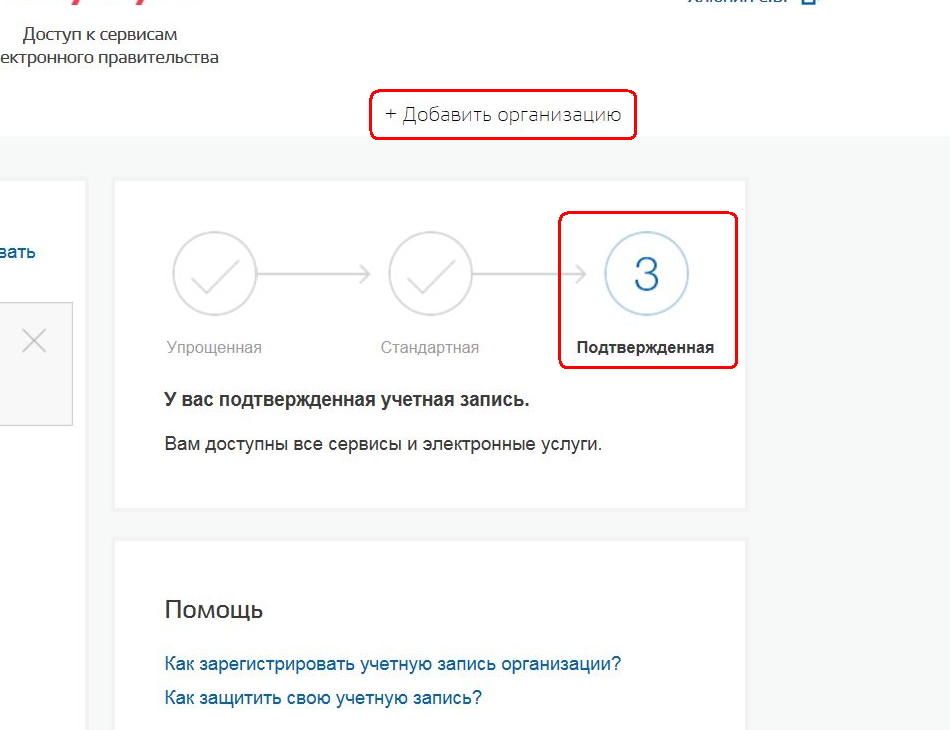 Доступ к сервисам
ектронного правительства
+ Добавить организацию
вать
3
Упрощенная
Стандартная
Подтвержденная
У вас подтвержденная учетная запись.
Вам доступны все сервисы и электронные услуги.
Помощь
Как зарегистрировать учетную запись организации?
Как защитить свою учетную запись?